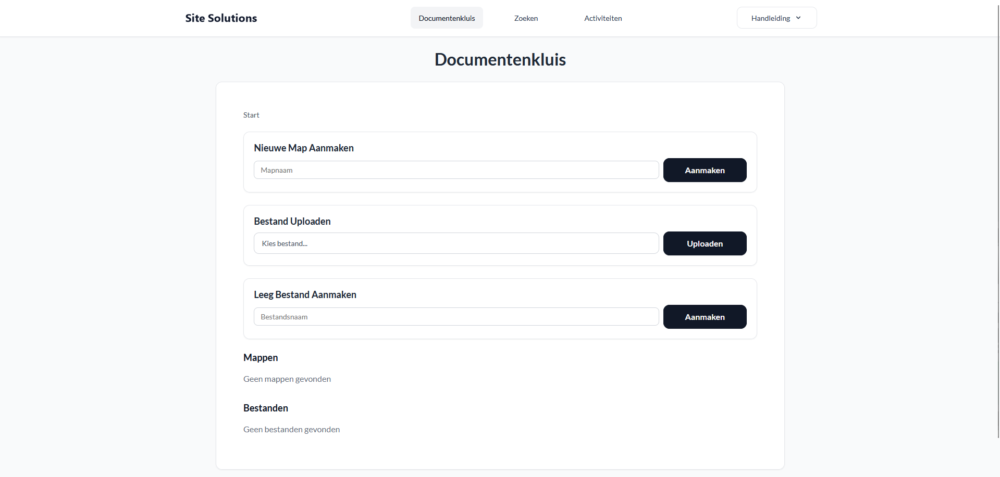 Site Solutions
Documentenkluis
Zoeken
Activiteiten
Handleiding
Documentenkluis
Start
Nieuwe Map Aanmaken
Mapnaam
Aanmaken
Bestand Uploaden
Kies bestand...
Uploaden
Leeg Bestand Aanmaken
Bestandsnaam
Aanmaken
Mappen
Geen mappen gevonden
Bestanden
Geen bestanden gevonden